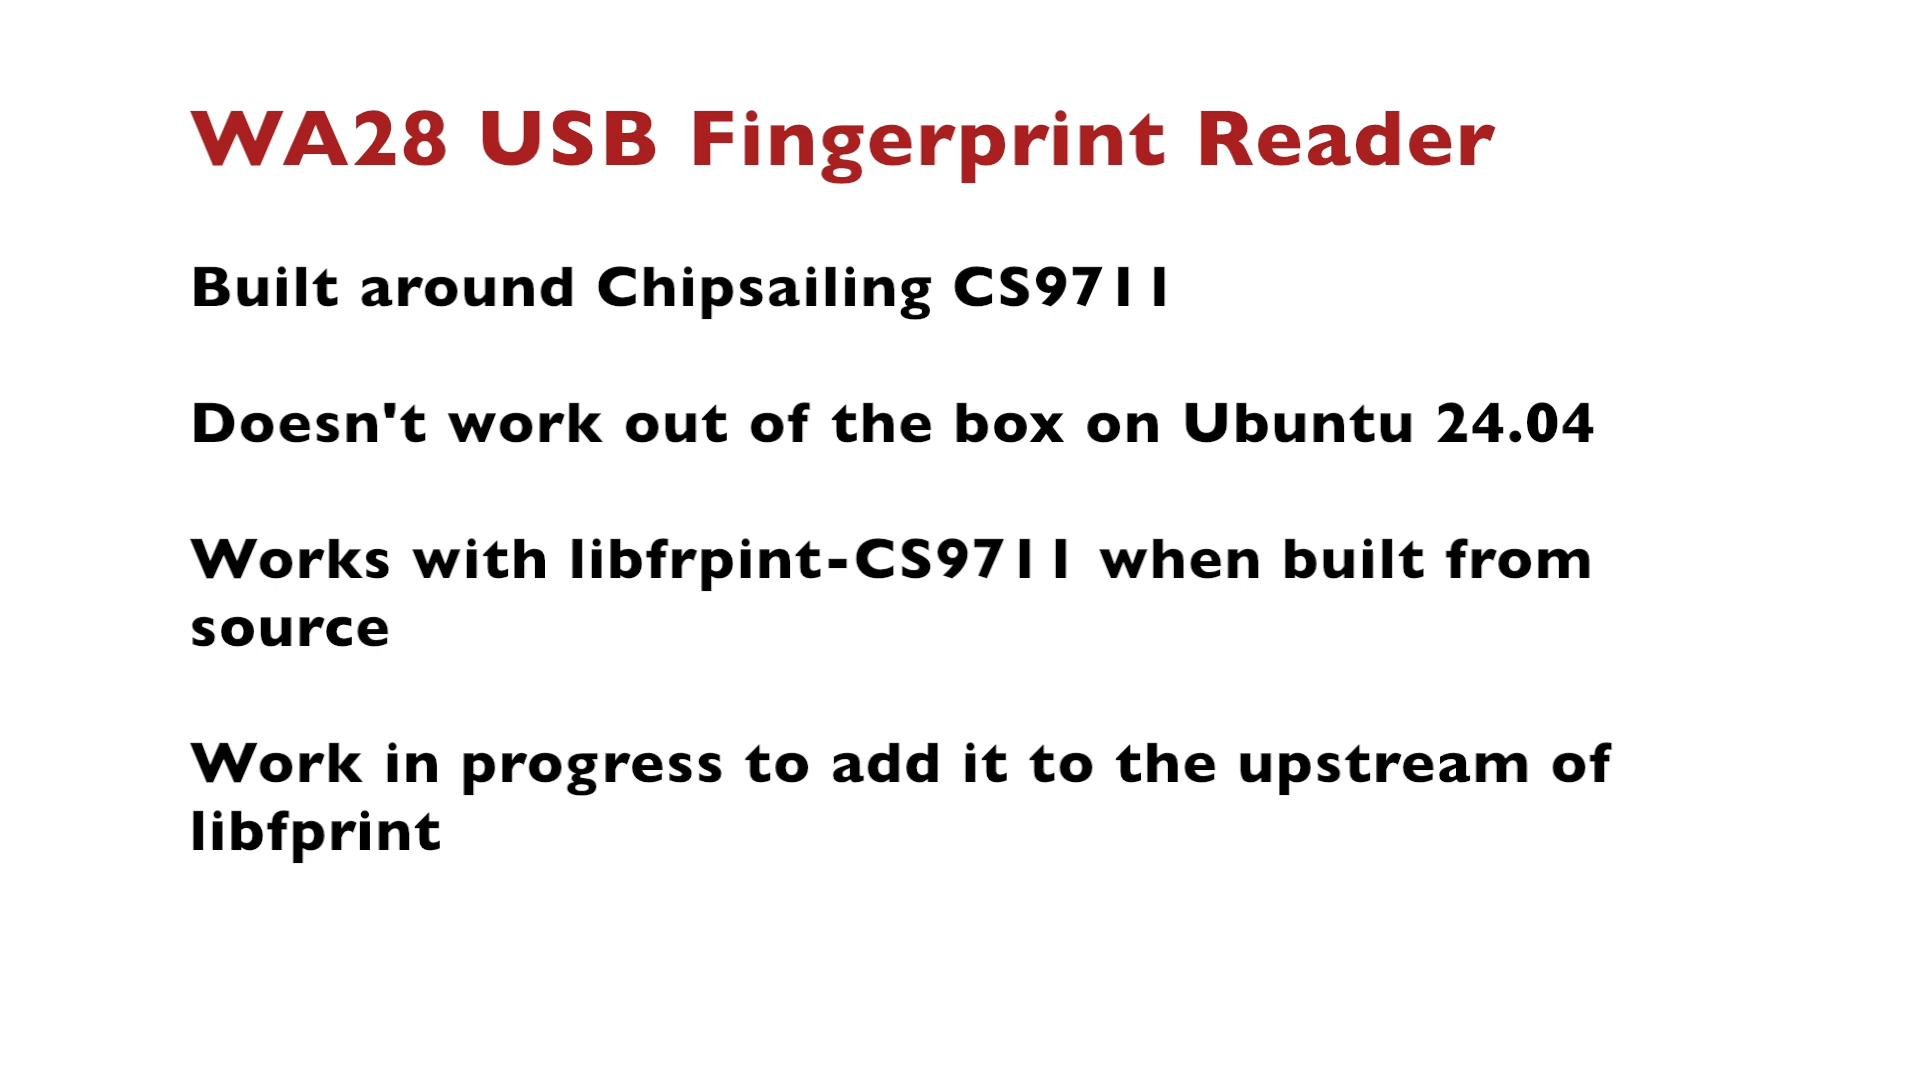 WA28 USB Fingerprint Reader
Built around Chipsailing CS9711
Doesn't work out of the box on Ubuntu 24.04
Works with libfrpint-CS9711 when built from
source
Work in progress to add it to the upstream of
libfprint